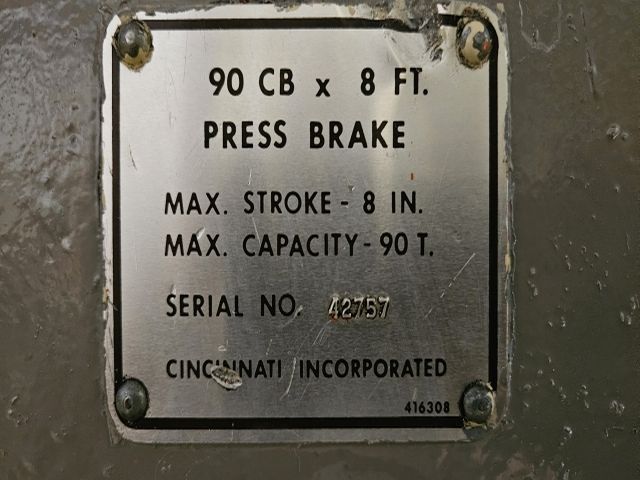 90 CB x 8 FT.
PRESS BRAKE
MAX. STROKE - 8 IN.
MAX. CAPACITY - 90 T.
SERIAL NO. 42757
CINCINNATI INCORPORATED
416308